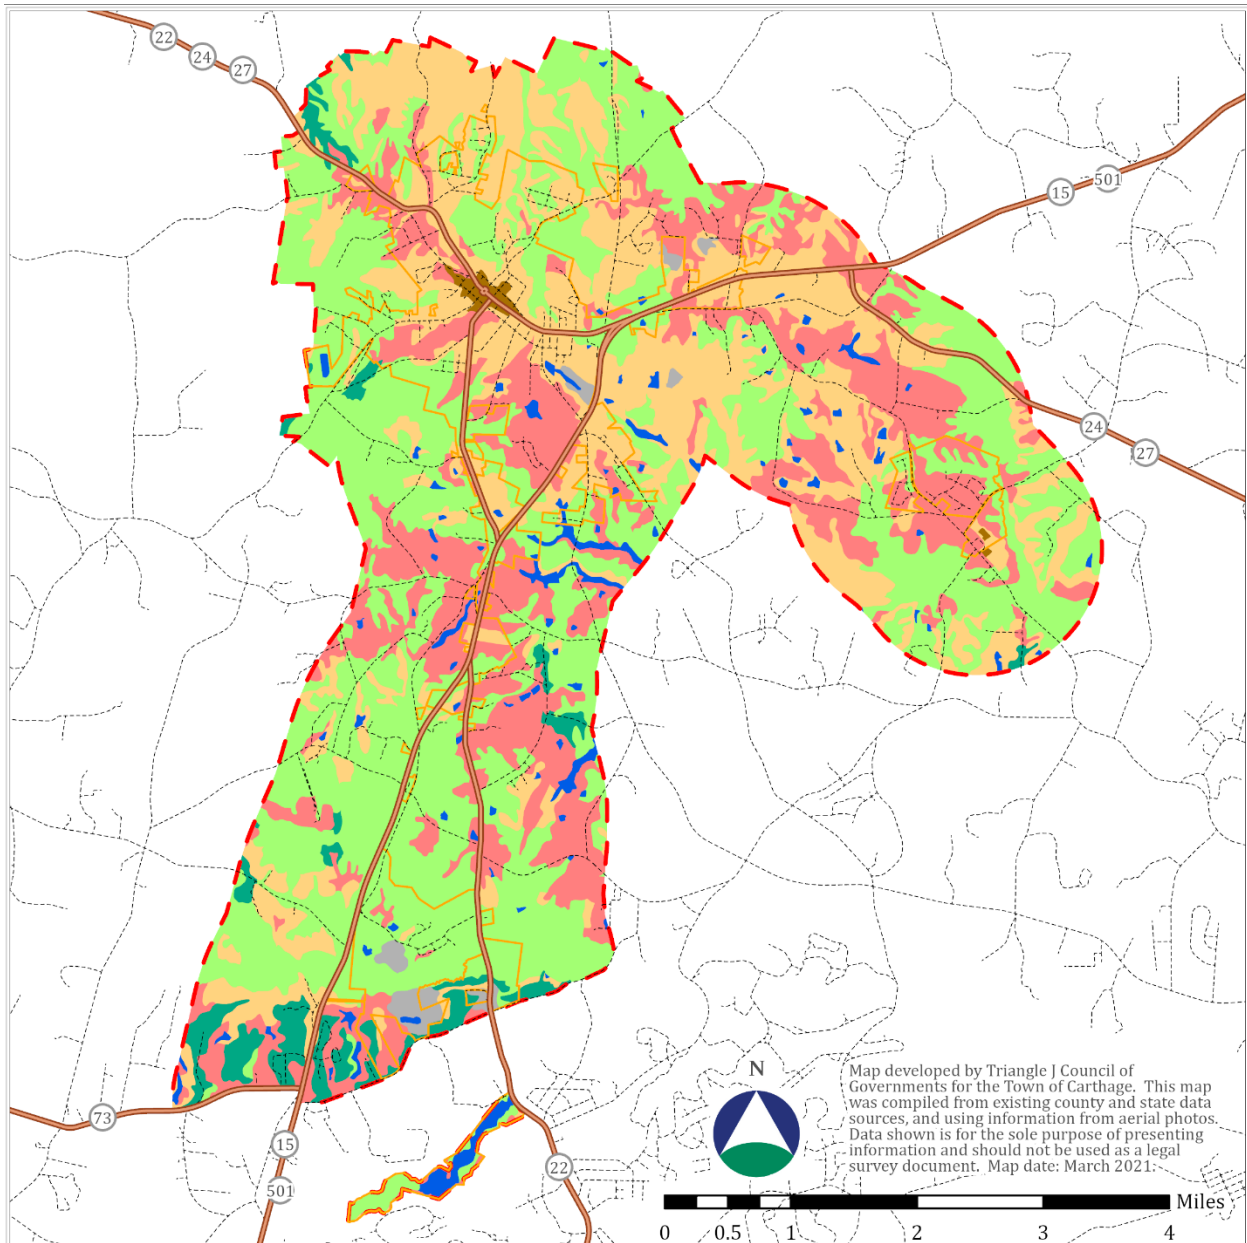 22
24
27
15
501
24
27
N
Map developed by Triangle J Council of
Governments for the Town of Carthage. This map
was compiled from existing county and state data
sources, and using information from aerial photos.
Data shown is for the sole purpose of presenting
information and should not be used as a legal
survey document. Map date: March 2021.
73
15
22
501
Miles
0 0.5 1 2 3 4